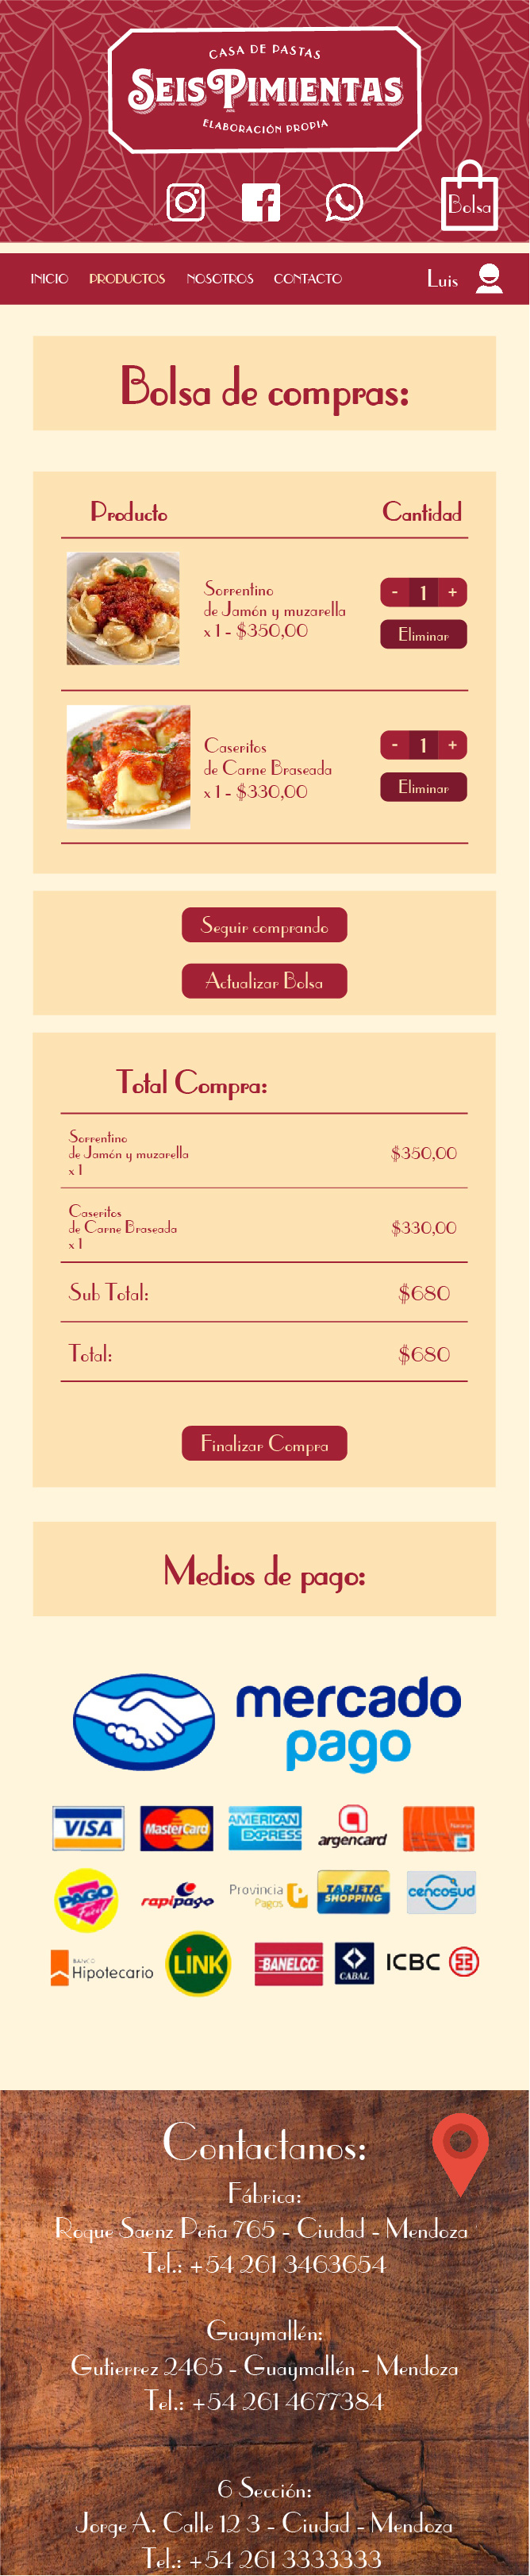 CASA DE PASTAS
SEIS PIMIENTAS
ELABORACIÓN PROPIA
Bolsa
INICIO PRODUCTOS NOSOTROS CONTACTO Luis
Bolsa de compras:
Producto Cantidad
Sorrentino
de Jamón y muzarella
x 1 - $350,00
- 1 +
Eliminar
Caseritos
de Carne Braseada
x 1 - $330,00
- 1 +
Eliminar
Seguir comprando
Actualizar Bolsa
Total Compra:
Sorrentino
de Jamón y muzarella
x 1
$350,00
Caseritos
de Carne Braseada
x 1
$330,00
Sub Total: $680
Total: $680
Finalizar Compra
Medios de pago:
mercado
pago
VISA MasterCard AMERICAN EXPRESS argencard Naranja
PAGO fácil rapipago Provincia Pagos TARJETA SHOPPING cencosud
BANCO Hipotecario LINK BANELCO CABAL ICBC
Contactanos:
Fábrica:
Roque Saenz Peña 765 - Ciudad - Mendoza
Tel.: +54 261 3463654
Guaymallén:
Gutierrez 2465 - Guaymallén - Mendoza
Tel.: +54 261 4677384
6 Sección:
Jorge A. Calle 12 3 - Ciudad - Mendoza
Tel.: +54 261 3333333